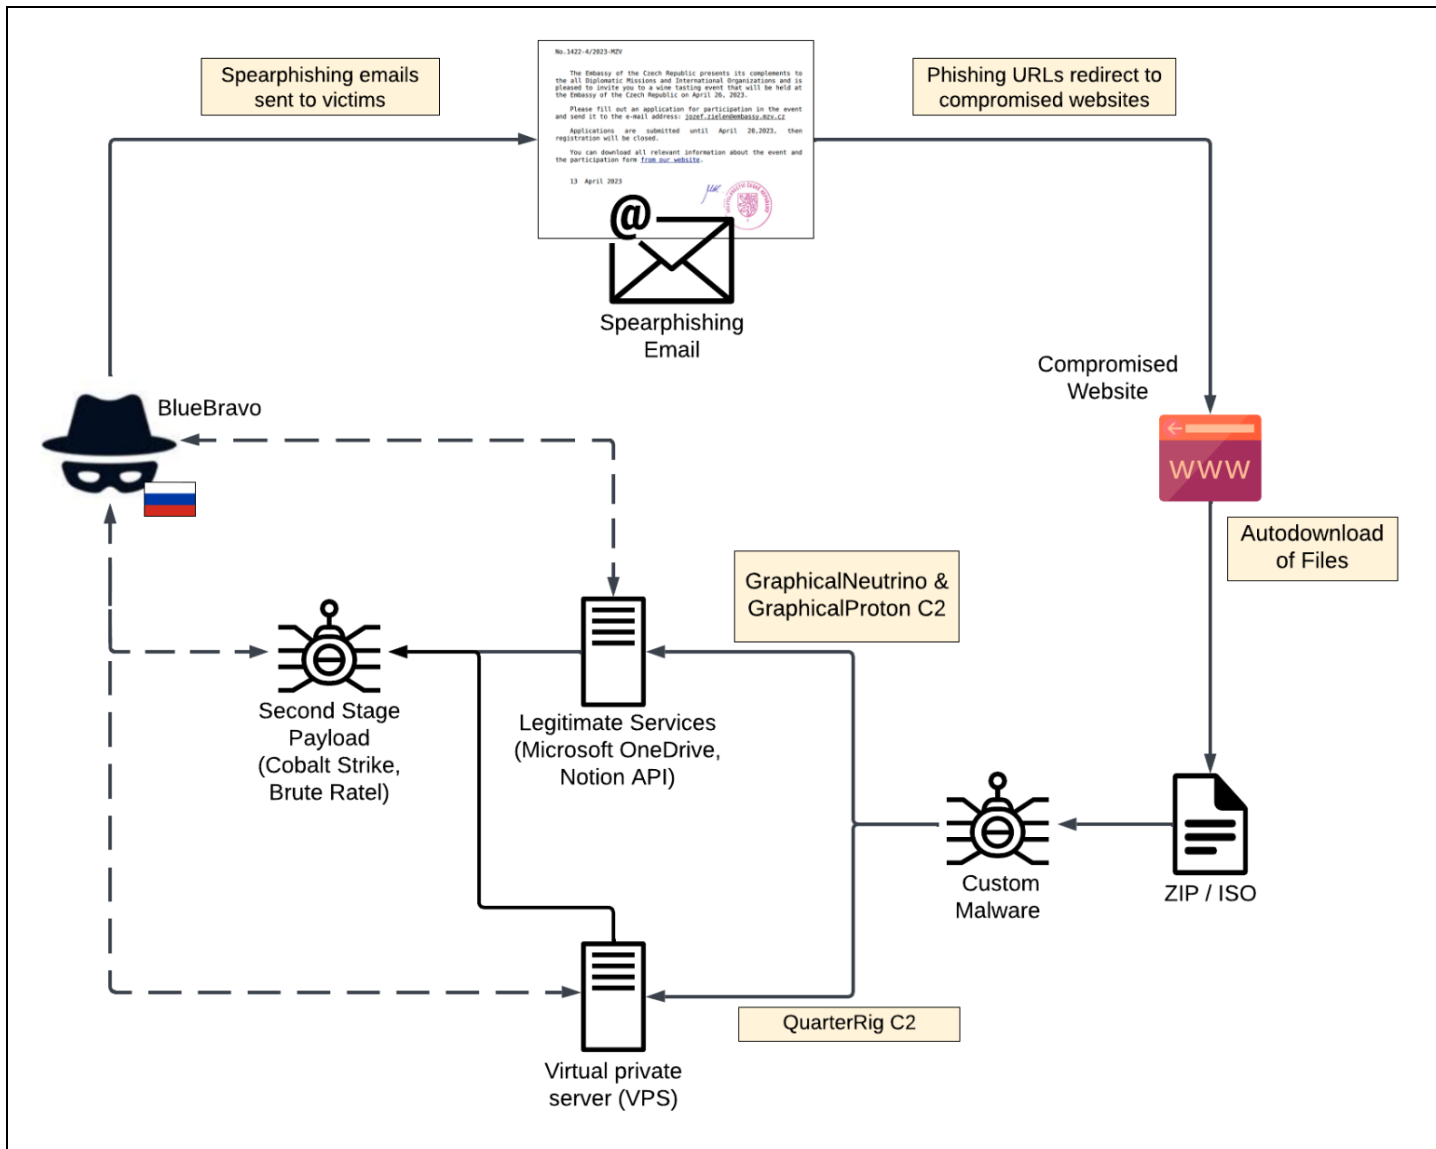 Spearphishing emails
sent to victims
No.1422-4/2023-MZV
The Embassy of the Czech Republic presents its complements to
the all Diplomatic Missions and International Organizations and is
pleased to invite you to a wine tasting event that will be held at
the Embassy of the Czech Republic on April 26, 2023.
Please fill out an application for participation in the event
and send it to the e-mail address: jozef.zielen@embassy.mzv.cz
Applications are submitted until April 20,2023, then
registration will be closed.
You can download all relevant information about the event and
the participation form from our website.
13 April 2023
@
Spearphishing
Email
Phishing URLs redirect to
compromised websites
Compromised
Website
WWW
BlueBravo
Autodownload
of Files
GraphicalNeutrino &
GraphicalProton C2
Second Stage
Payload
(Cobalt Strike,
Brute Ratel)
Legitimate Services
(Microsoft OneDrive,
Notion API)
Custom
Malware
ZIP / ISO
QuarterRig C2
Virtual private
server (VPS)